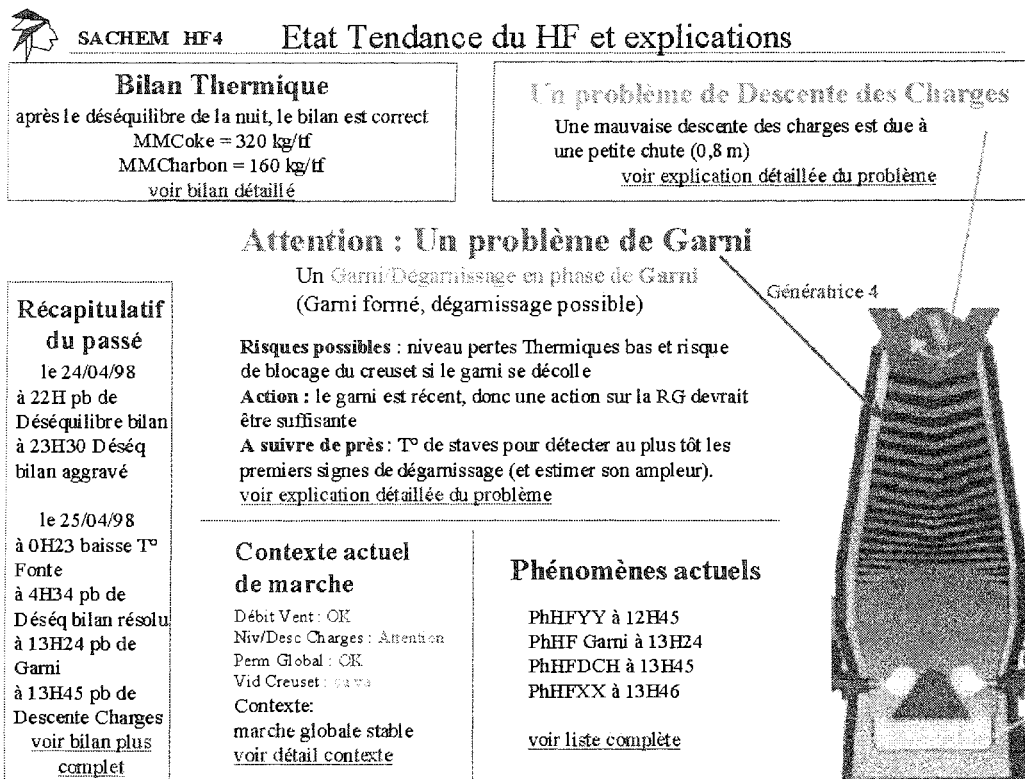 SACHEM HF4
Etat Tendance du HF et explications
Bilan Thermique
après le déséquilibre de la nuit, le bilan est correct
MMCoke = 320 kg/tf
MMCharbon = 160 kg/tf
voir bilan détaillé
Un problème de Descente des Charges
Une mauvaise descente des charges est due à
une petite chute (0,8 m)
voir explication détaillée du problème
Attention : Un problème de Garni
Un Garni/Dégarnissage en phase de Garni
(Garni formé, dégarnissage possible)
Génératrice 4
Risques possibles : niveau pertes Thermiques bas et risque
de blocage du creuset si le garni se décolle
Action : le garni est récent, donc une action sur la RG devrait
être suffisante
A suivre de près : T° de staves pour détecter au plus tôt les
premiers signes de dégarnissage (et estimer son ampleur).
voir explication détaillée du problème
Récapitulatif
du passé
le 24/04/98
à 22H pb de
Déséquilibre bilan
à 23H30 Déséq
bilan aggravé
le 25/04/98
à 0H23 baisse T°
Fonte
à 4H34 pb de
Déséq bilan résolu
à 13H24 pb de
Garni
à 13H45 pb de
Descente Charges
voir bilan plus
complet
Contexte actuel
de marche
Débit Vent : OK
Niv/Desc Charges : Attention
Perm Global : OK
Vid Creuset :
Contexte:
marche globale stable
voir détail contexte
Phénomènes actuels
PhHFYY à 12H45
PhHF Garni à 13H24
PhHFDCH à 13H45
PhHFXX à 13H46
voir liste complète